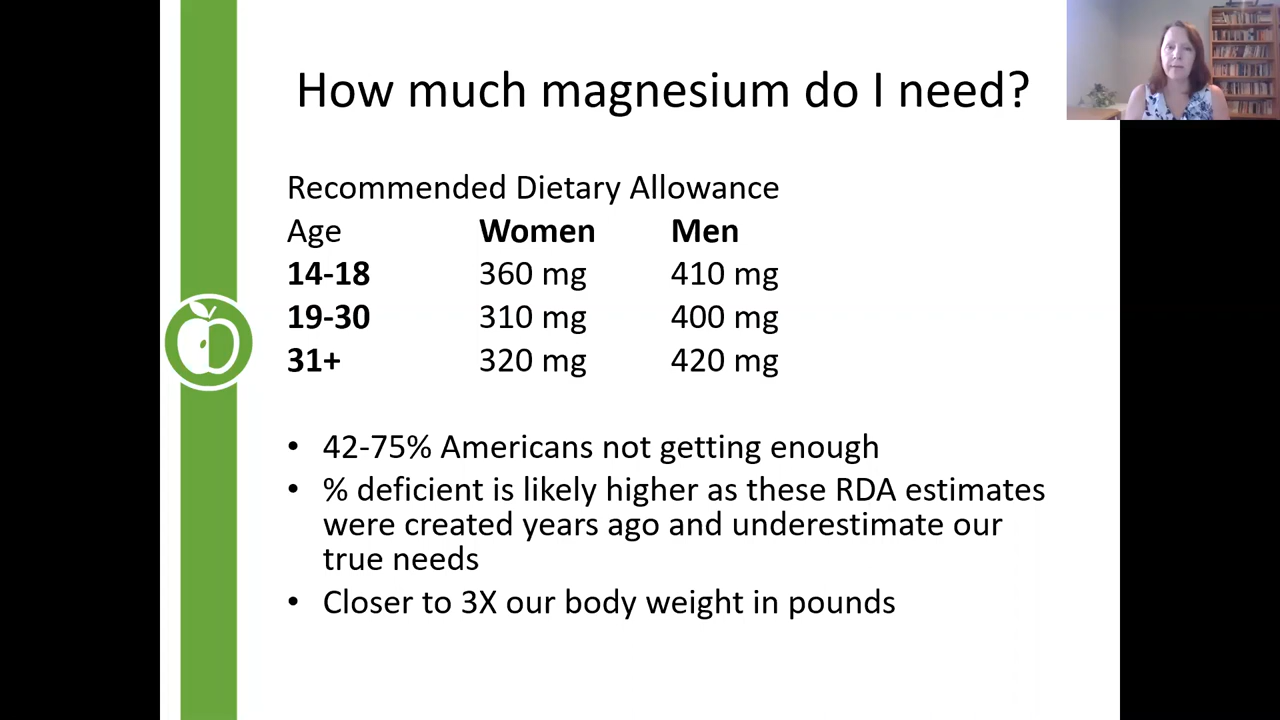 How much magnesium do I need?
Recommended Dietary Allowance
Age Women Men
14-18 360 mg 410 mg
19-30 310 mg 400 mg
31+ 320 mg 420 mg
• 42-75% Americans not getting enough
• % deficient is likely higher as these RDA estimates
were created years ago and underestimate our
true needs
• Closer to 3X our body weight in pounds